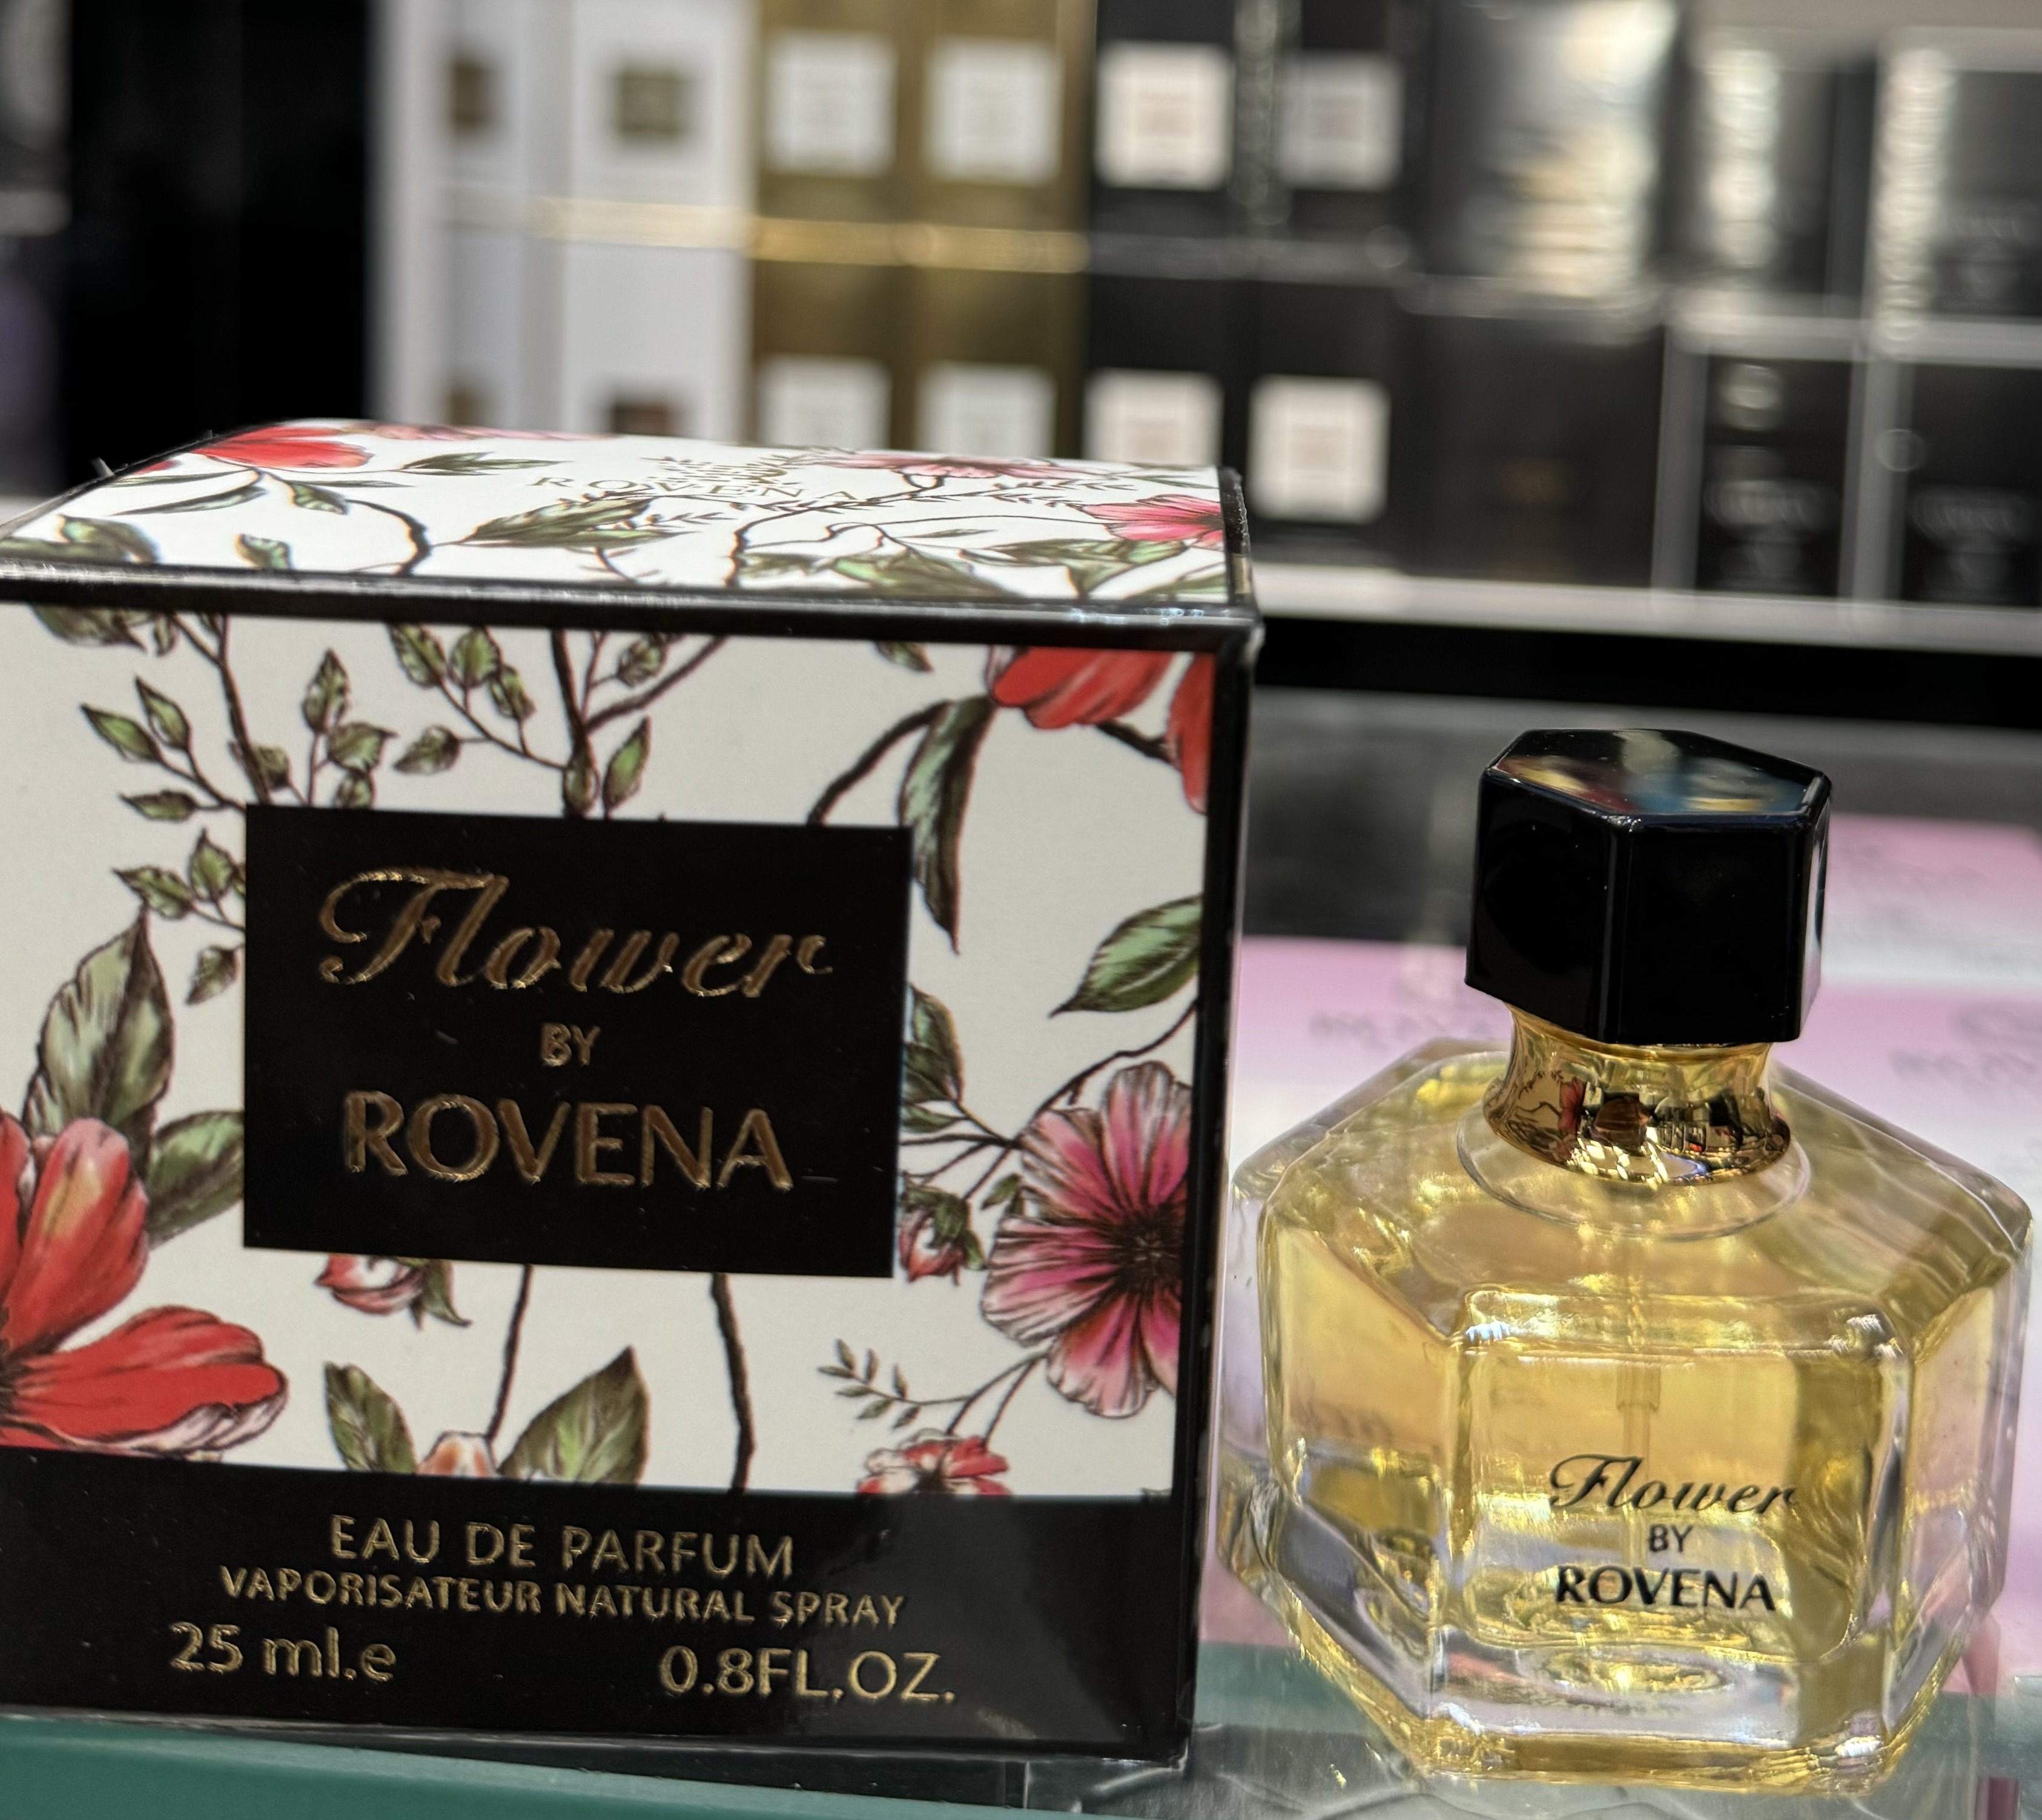 ROVENA
Flower
BY
ROVENA
EAU DE PARFUM
VAPORISATEUR NATURAL SPRAY
25 ml.e
0.8FL.OZ.
Flower
BY
ROVENA